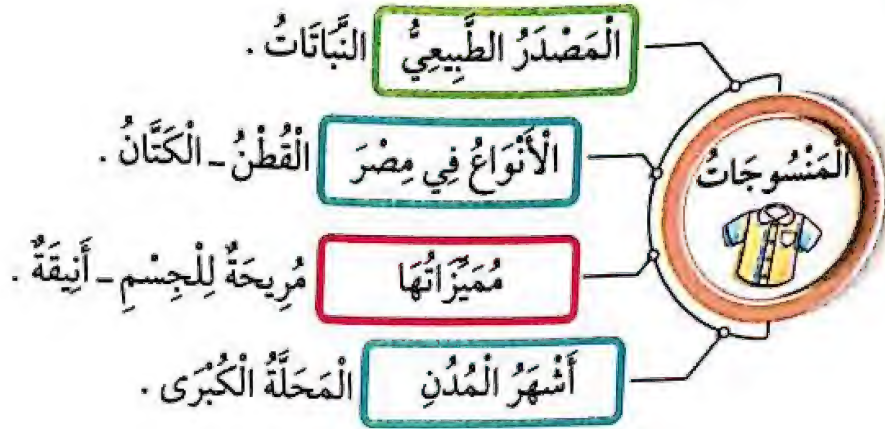 الْمَنْسُوجَاتُ
الْمَصْدَرُ الطَّبِيعِيُّ النَّبَاتَاتُ .
الْأَنْوَاعُ فِي مِصْرَ الْقُطْنُ - الْكَتَّانُ .
مُمَيِّزَاتُهَا مُرِيحَةٌ لِلْجِسْمِ - أَنِيقَةٌ .
أَشْهَرُ الْمُدُنِ الْمَحَلَّةُ الْكُبْرَى .